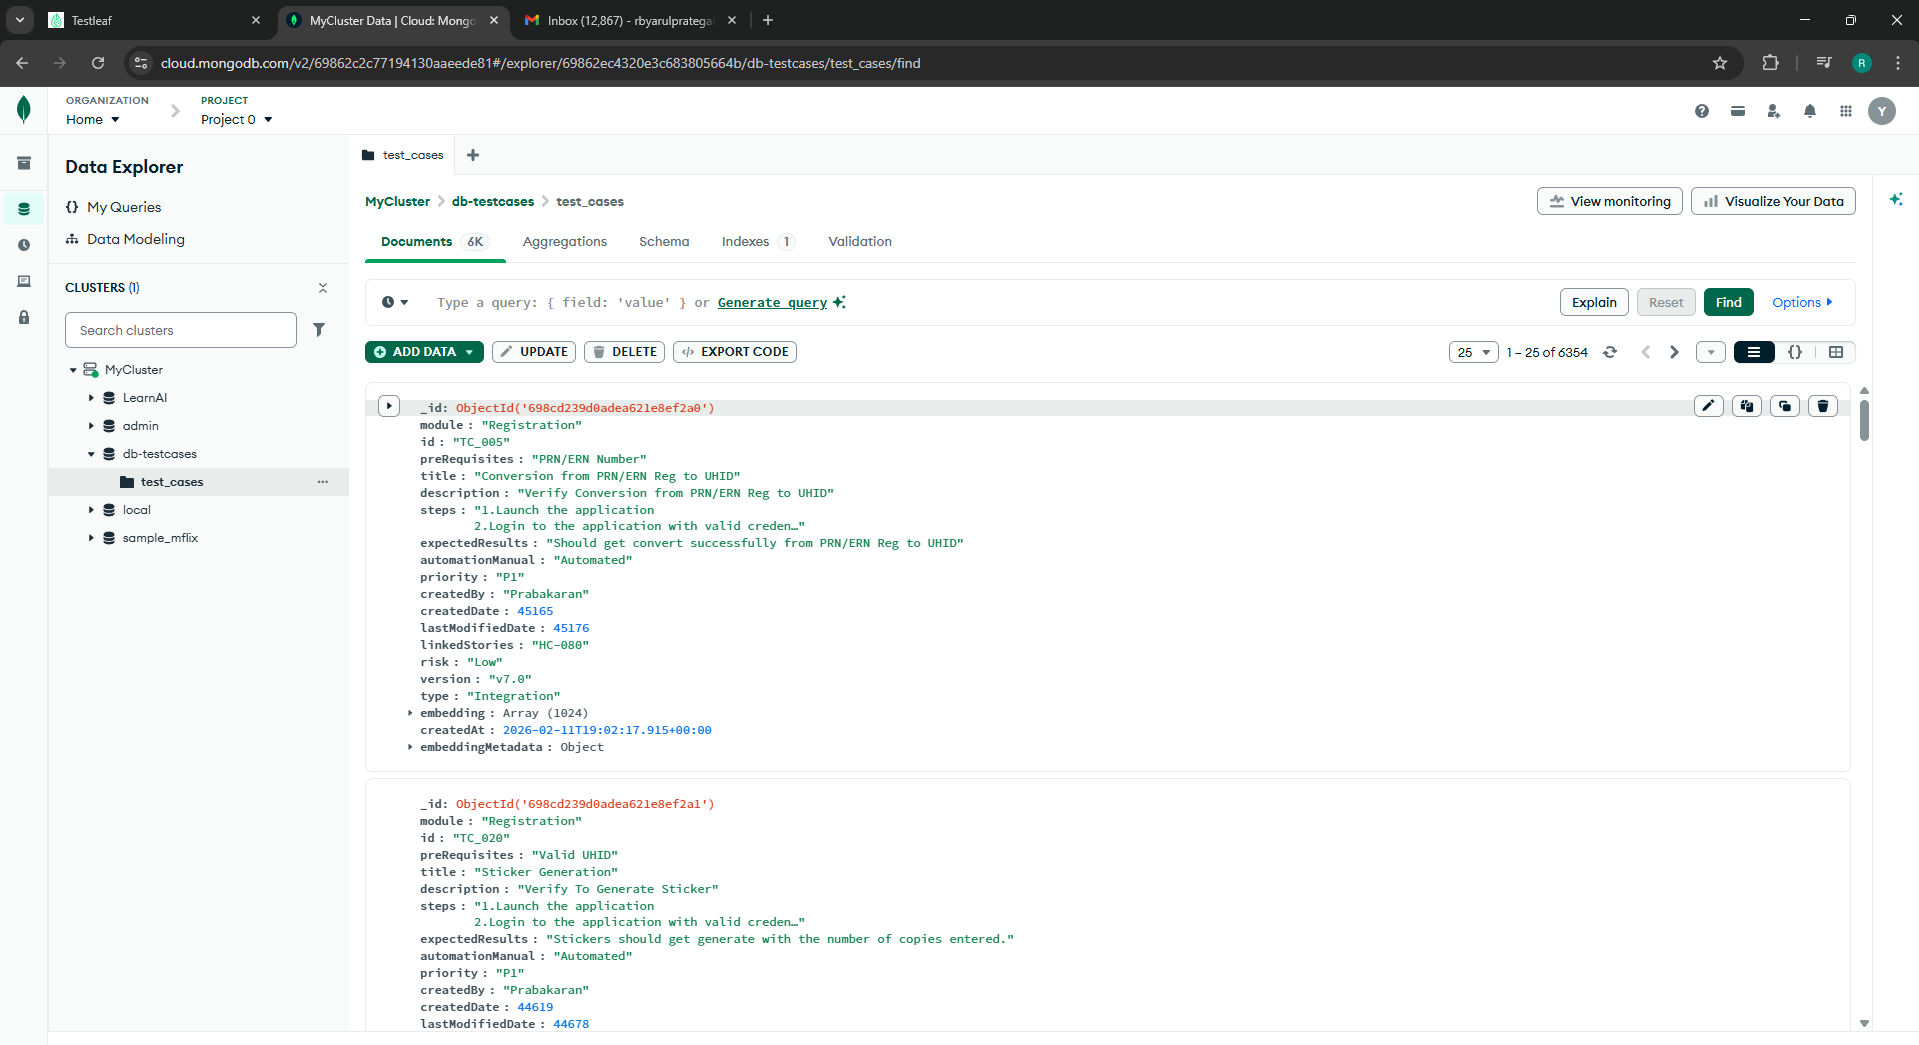 Testleaf
MyCluster Data | Cloud: Mongo
Inbox (12,867) - rbyarulpratega
cloud.mongodb.com/v2/69862c2c77194130aaeede81#/explorer/69862ec4320e3c683805664b/db-testcases/test_cases/find
R
ORGANIZATION
Home
PROJECT
Project 0
Y
Data Explorer
My Queries
Data Modeling
CLUSTERS (1)
Search clusters
MyCluster
LearnAI
admin
db-testcases
test_cases
local
sample_mflix
test_cases
MyCluster > db-testcases > test_cases
View monitoring
Visualize Your Data
Documents 6K
Aggregations
Schema
Indexes 1
Validation
Type a query: { field: 'value' } or Generate query
Explain
Reset
Find
Options
ADD DATA
UPDATE
DELETE
EXPORT CODE
25
1 – 25 of 6354
_id: ObjectId('698cd239d0adea621e8ef2a0')
module : "Registration"
id : "TC_005"
preRequisites : "PRN/ERN Number"
title : "Conversion from PRN/ERN Reg to UHID"
description : "Verify Conversion from PRN/ERN Reg to UHID"
steps : "1.Launch the application
2.Login to the application with valid creden…"
expectedResults : "Should get convert successfully from PRN/ERN Reg to UHID"
automationManual : "Automated"
priority : "P1"
createdBy : "Prabakaran"
createdDate : 45165
lastModifiedDate : 45176
linkedStories : "HC-080"
risk : "Low"
version : "v7.0"
type : "Integration"
embedding : Array (1024)
createdAt : 2026-02-11T19:02:17.915+00:00
embeddingMetadata : Object
_id: ObjectId('698cd239d0adea621e8ef2a1')
module : "Registration"
id : "TC_020"
preRequisites : "Valid UHID"
title : "Sticker Generation"
description : "Verify To Generate Sticker"
steps : "1.Launch the application
2.Login to the application with valid creden…"
expectedResults : "Stickers should get generate with the number of copies entered."
automationManual : "Automated"
priority : "P1"
createdBy : "Prabakaran"
createdDate : 44619
lastModifiedDate : 44678